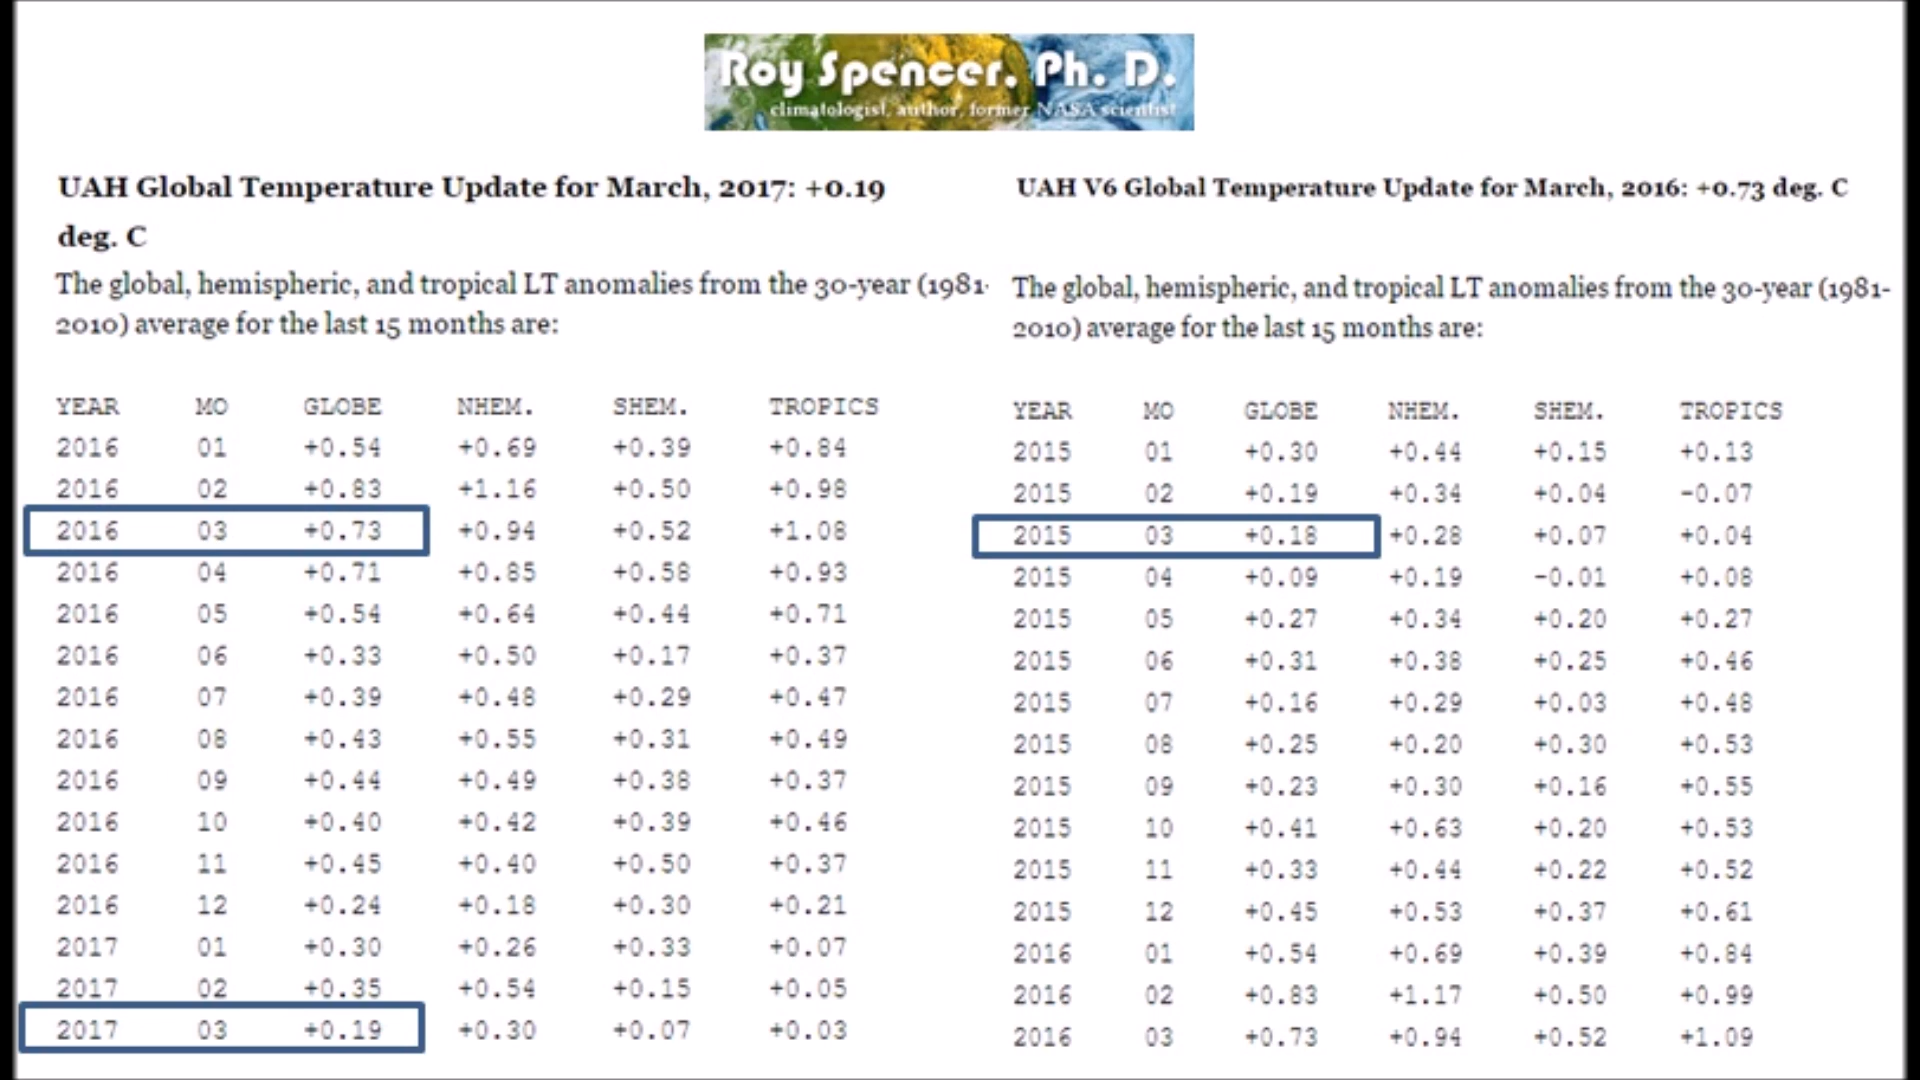 Roy Spencer, Ph. D.
climatologist, author, former NASA scientist
UAH Global Temperature Update for March, 2017: +0.19
deg. C
The global, hemispheric, and tropical LT anomalies from the 30-year (1981-
2010) average for the last 15 months are:
YEAR MO GLOBE NHEM. SHEM. TROPICS
2016 01 +0.54 +0.69 +0.39 +0.84
2016 02 +0.83 +1.16 +0.50 +0.98
2016 03 +0.73 +0.94 +0.52 +1.08
2016 04 +0.71 +0.85 +0.58 +0.93
2016 05 +0.54 +0.64 +0.44 +0.71
2016 06 +0.33 +0.50 +0.17 +0.37
2016 07 +0.39 +0.48 +0.29 +0.47
2016 08 +0.43 +0.55 +0.31 +0.49
2016 09 +0.44 +0.49 +0.38 +0.37
2016 10 +0.40 +0.42 +0.39 +0.46
2016 11 +0.45 +0.40 +0.50 +0.37
2016 12 +0.24 +0.18 +0.30 +0.21
2017 01 +0.30 +0.26 +0.33 +0.07
2017 02 +0.35 +0.54 +0.15 +0.05
2017 03 +0.19 +0.30 +0.07 +0.03
UAH V6 Global Temperature Update for March, 2016: +0.73 deg. C
The global, hemispheric, and tropical LT anomalies from the 30-year (1981-
2010) average for the last 15 months are:
YEAR MO GLOBE NHEM. SHEM. TROPICS
2015 01 +0.30 +0.44 +0.15 +0.13
2015 02 +0.19 +0.34 +0.04 -0.07
2015 03 +0.18 +0.28 +0.07 +0.04
2015 04 +0.09 +0.19 -0.01 +0.08
2015 05 +0.27 +0.34 +0.20 +0.27
2015 06 +0.31 +0.38 +0.25 +0.46
2015 07 +0.16 +0.29 +0.03 +0.48
2015 08 +0.25 +0.20 +0.30 +0.53
2015 09 +0.23 +0.30 +0.16 +0.55
2015 10 +0.41 +0.63 +0.20 +0.53
2015 11 +0.33 +0.44 +0.22 +0.52
2015 12 +0.45 +0.53 +0.37 +0.61
2016 01 +0.54 +0.69 +0.39 +0.84
2016 02 +0.83 +1.17 +0.50 +0.99
2016 03 +0.73 +0.94 +0.52 +1.09